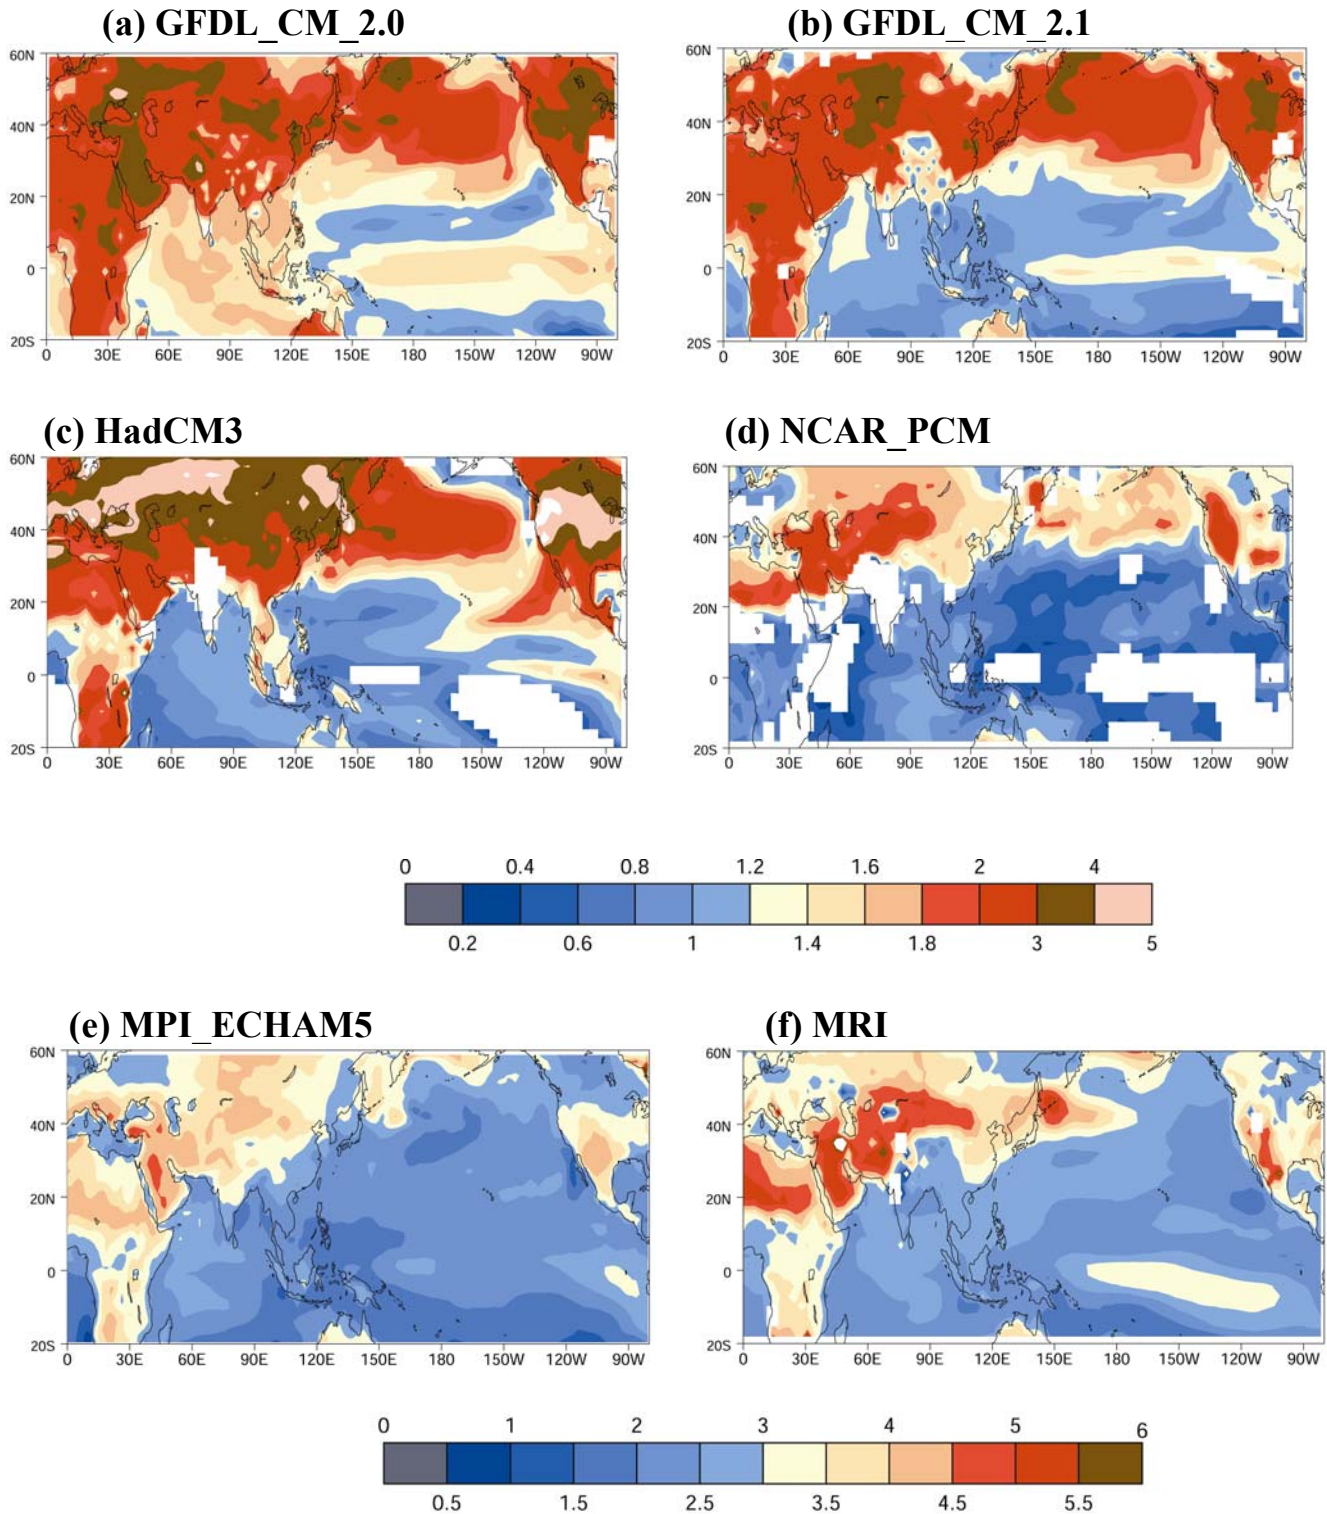 (a) GFDL_CM_2.0
(b) GFDL_CM_2.1
60N
40N
20N
0
20S
0 30E 60E 90E 120E 150E 180 150W 120W 90W
60N
40N
20N
0
20S
0 30E 60E 90E 120E 150E 180 150W 120W 90W
(c) HadCM3
(d) NCAR_PCM
60N
40N
20N
0
20S
0 30E 60E 90E 120E 150E 180 150W 120W 90W
60N
40N
20N
0
20S
0 30E 60E 90E 120E 150E 180 150W 120W 90W
0 0.4 0.8 1.2 1.6 2 4
0.2 0.6 1 1.4 1.8 3 5
(e) MPI_ECHAM5
(f) MRI
60N
40N
20N
0
20S
0 30E 60E 90E 120E 150E 180 150W 120W 90W
60N
40N
20N
0
20S
0 30E 60E 90E 120E 150E 180 150W 120W 90W
0 1 2 3 4 5 6
0.5 1.5 2.5 3.5 4.5 5.5